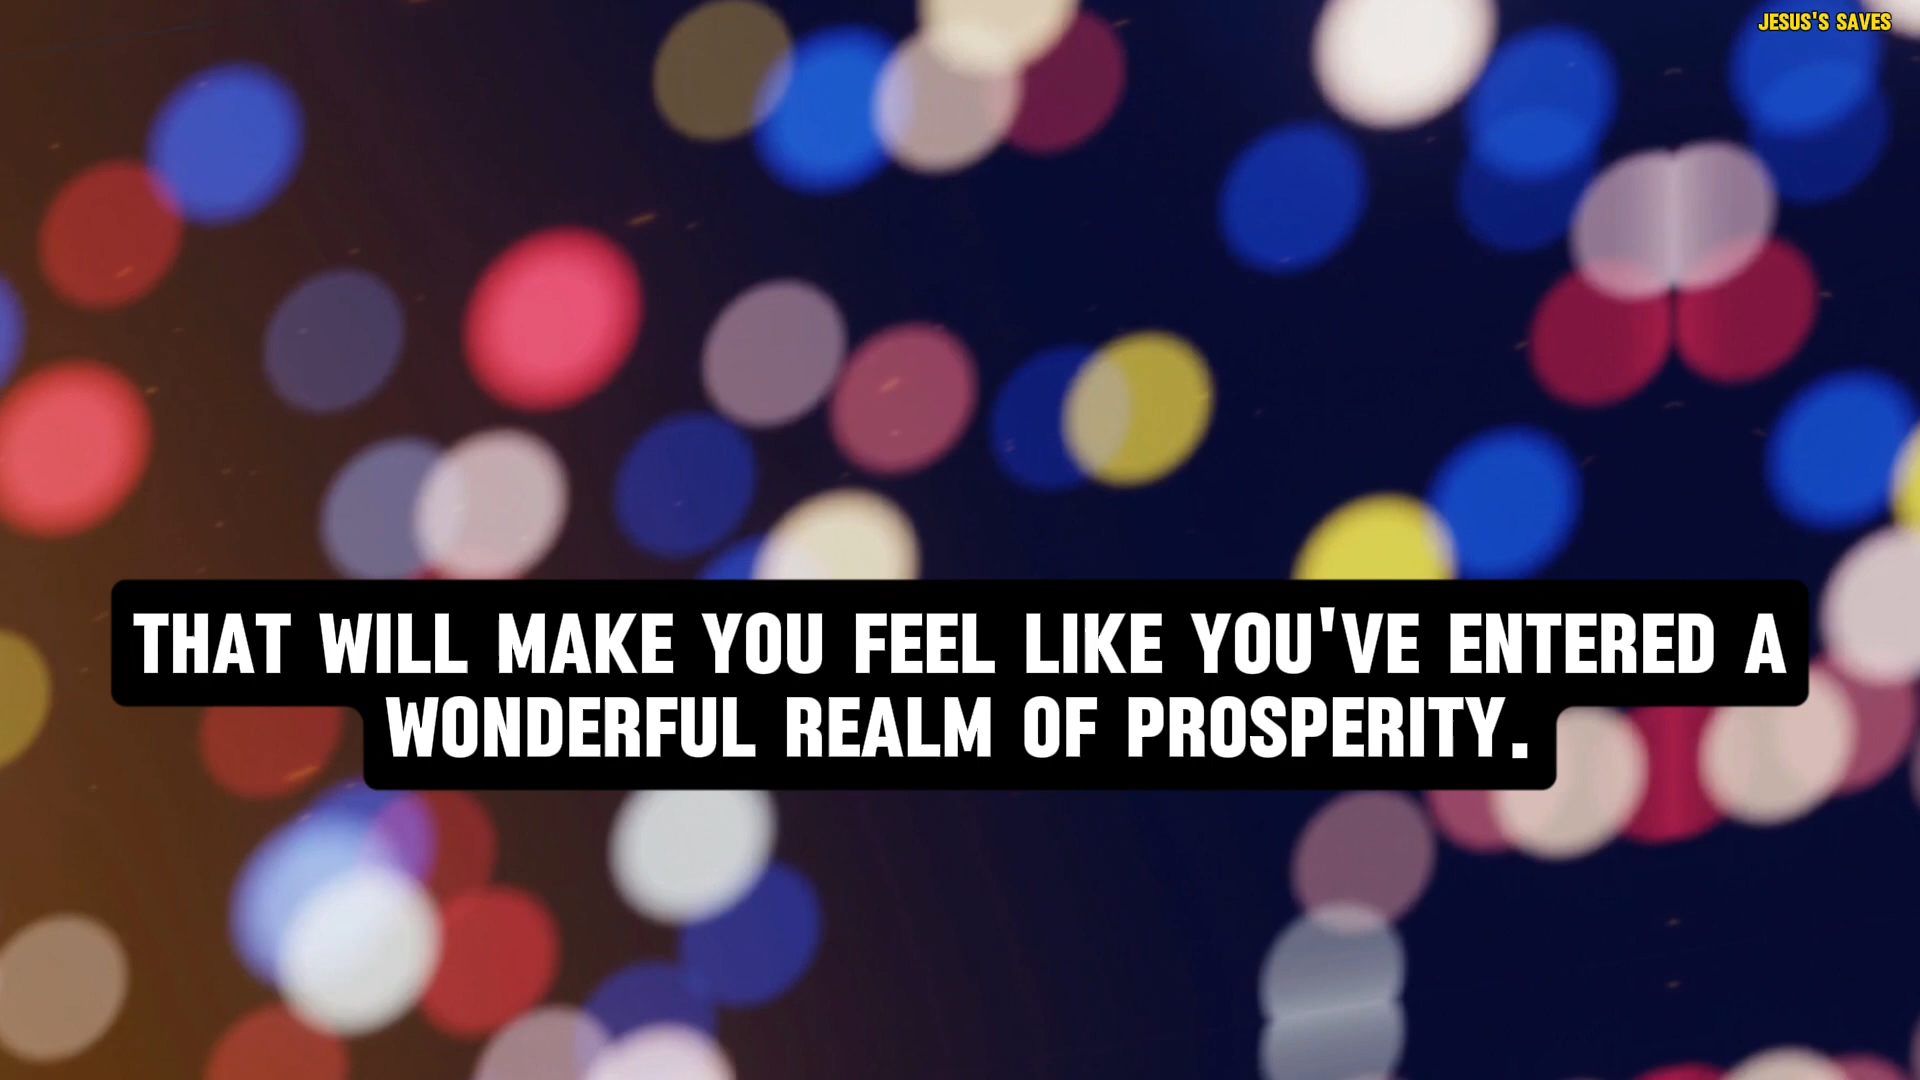 JESUS'S SAVES
THAT WILL MAKE YOU FEEL LIKE YOU'VE ENTERED A
WONDERFUL REALM OF PROSPERITY.